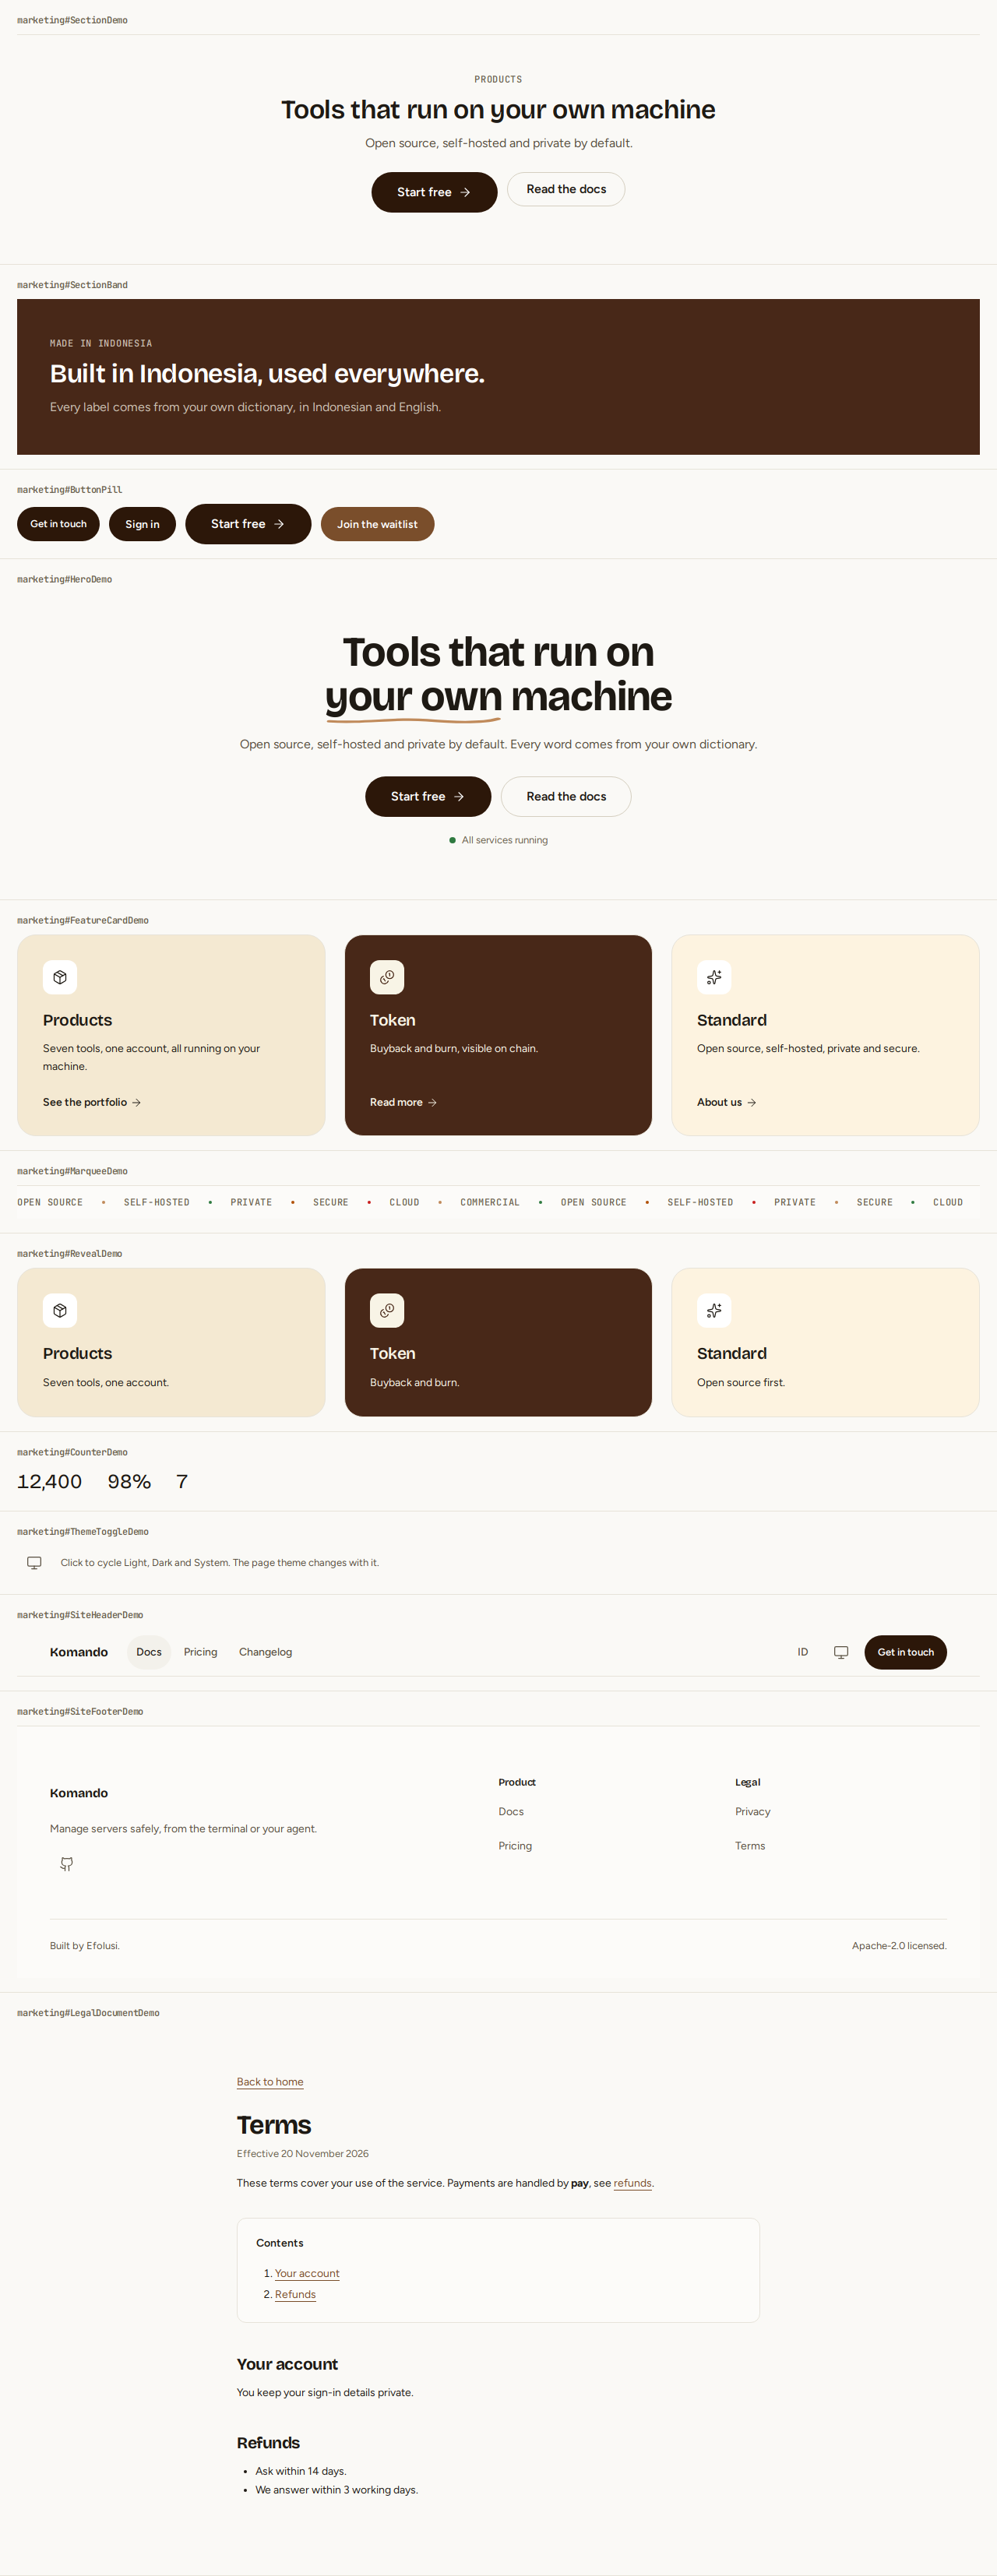 marketing#SectionDemo
PRODUCTS
Tools that run on your own machine
Open source, self-hosted and private by default.
Start free
Read the docs
marketing#SectionBand
MADE IN INDONESIA
Built in Indonesia, used everywhere.
Every label comes from your own dictionary, in Indonesian and English.
marketing#ButtonPill
Get in touch
Sign in
Start free
Join the waitlist
marketing#HeroDemo
Tools that run on
your own machine
Open source, self-hosted and private by default. Every word comes from your own dictionary.
Start free
Read the docs
All services running
marketing#FeatureCardDemo
Products
Seven tools, one account, all running on your
machine.
See the portfolio
Token
Buyback and burn, visible on chain.
Read more
Standard
Open source, self-hosted, private and secure.
About us
marketing#MarqueeDemo
OPEN SOURCE • SELF-HOSTED • PRIVATE • SECURE • CLOUD • COMMERCIAL • OPEN SOURCE • SELF-HOSTED • PRIVATE • SECURE • CLOUD
marketing#RevealDemo
Products
Seven tools, one account.
Token
Buyback and burn.
Standard
Open source first.
marketing#CounterDemo
12,400 98% 7
marketing#ThemeToggleDemo
Click to cycle Light, Dark and System. The page theme changes with it.
marketing#SiteHeaderDemo
Komando Docs Pricing Changelog ID Get in touch
marketing#SiteFooterDemo
Komando
Manage servers safely, from the terminal or your agent.
Product
Docs
Pricing
Legal
Privacy
Terms
Built by Efolusi.
Apache-2.0 licensed.
marketing#LegalDocumentDemo
Back to home
Terms
Effective 20 November 2026
These terms cover your use of the service. Payments are handled by pay, see refunds.
Contents
1. Your account
2. Refunds
Your account
You keep your sign-in details private.
Refunds
• Ask within 14 days.
• We answer within 3 working days.